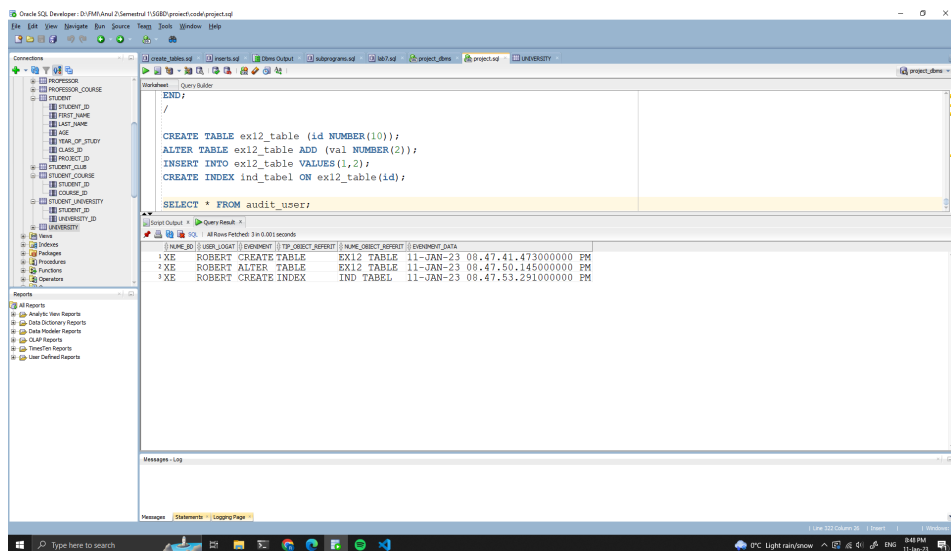 Oracle SQL Developer : D:\FMI\Anul 2\Semestrul 1\SGBD\proiect\code\project.sql
File Edit View Navigate Run Source Team Tools Window Help
Connections
PROFESSOR
PROFESSOR_COURSE
STUDENT
STUDENT_ID
FIRST_NAME
LAST_NAME
AGE
YEAR_OF_STUDY
CLASS_ID
PROJECT_ID
STUDENT_CLUB
STUDENT_COURSE
STUDENT_ID
COURSE_ID
STUDENT_UNIVERSITY
STUDENT_ID
UNIVERSITY_ID
UNIVERSITY
Views
Indexes
Packages
Procedures
Functions
Operators
Reports
All Reports
Analytic View Reports
Data Dictionary Reports
Data Modeler Reports
OLAP Reports
TimesTen Reports
User Defined Reports
create_tables.sql inserts.sql Dbms Output subprograms.sql lab7.sql project_dbms project.sql UNIVERSITY
project_dbms
Worksheet Query Builder
END;
/
CREATE TABLE ex12_table (id NUMBER(10));
ALTER TABLE ex12_table ADD (val NUMBER(2));
INSERT INTO ex12_table VALUES(1,2);
CREATE INDEX ind_tabel ON ex12_table(id);
SELECT * FROM audit_user;
Script Output Query Result
SQL | All Rows Fetched: 3 in 0.001 seconds
NUME_BD USER_LOGAT EVENIMENT TIP_OBIECT_REFERIT NUME_OBIECT_REFERIT EVENIMENT_DATA
1 XE ROBERT CREATE TABLE EX12_TABLE 11-JAN-23 08.47.41.473000000 PM
2 XE ROBERT ALTER TABLE EX12_TABLE 11-JAN-23 08.47.50.145000000 PM
3 XE ROBERT CREATE INDEX IND_TABEL 11-JAN-23 08.47.53.291000000 PM
Messages - Log
Messages Statements Logging Page
Line 322 Column 26 | Insert | Windows
Type here to search
0°C Light rain/snow ENG 8:48 PM
11-Jan-23